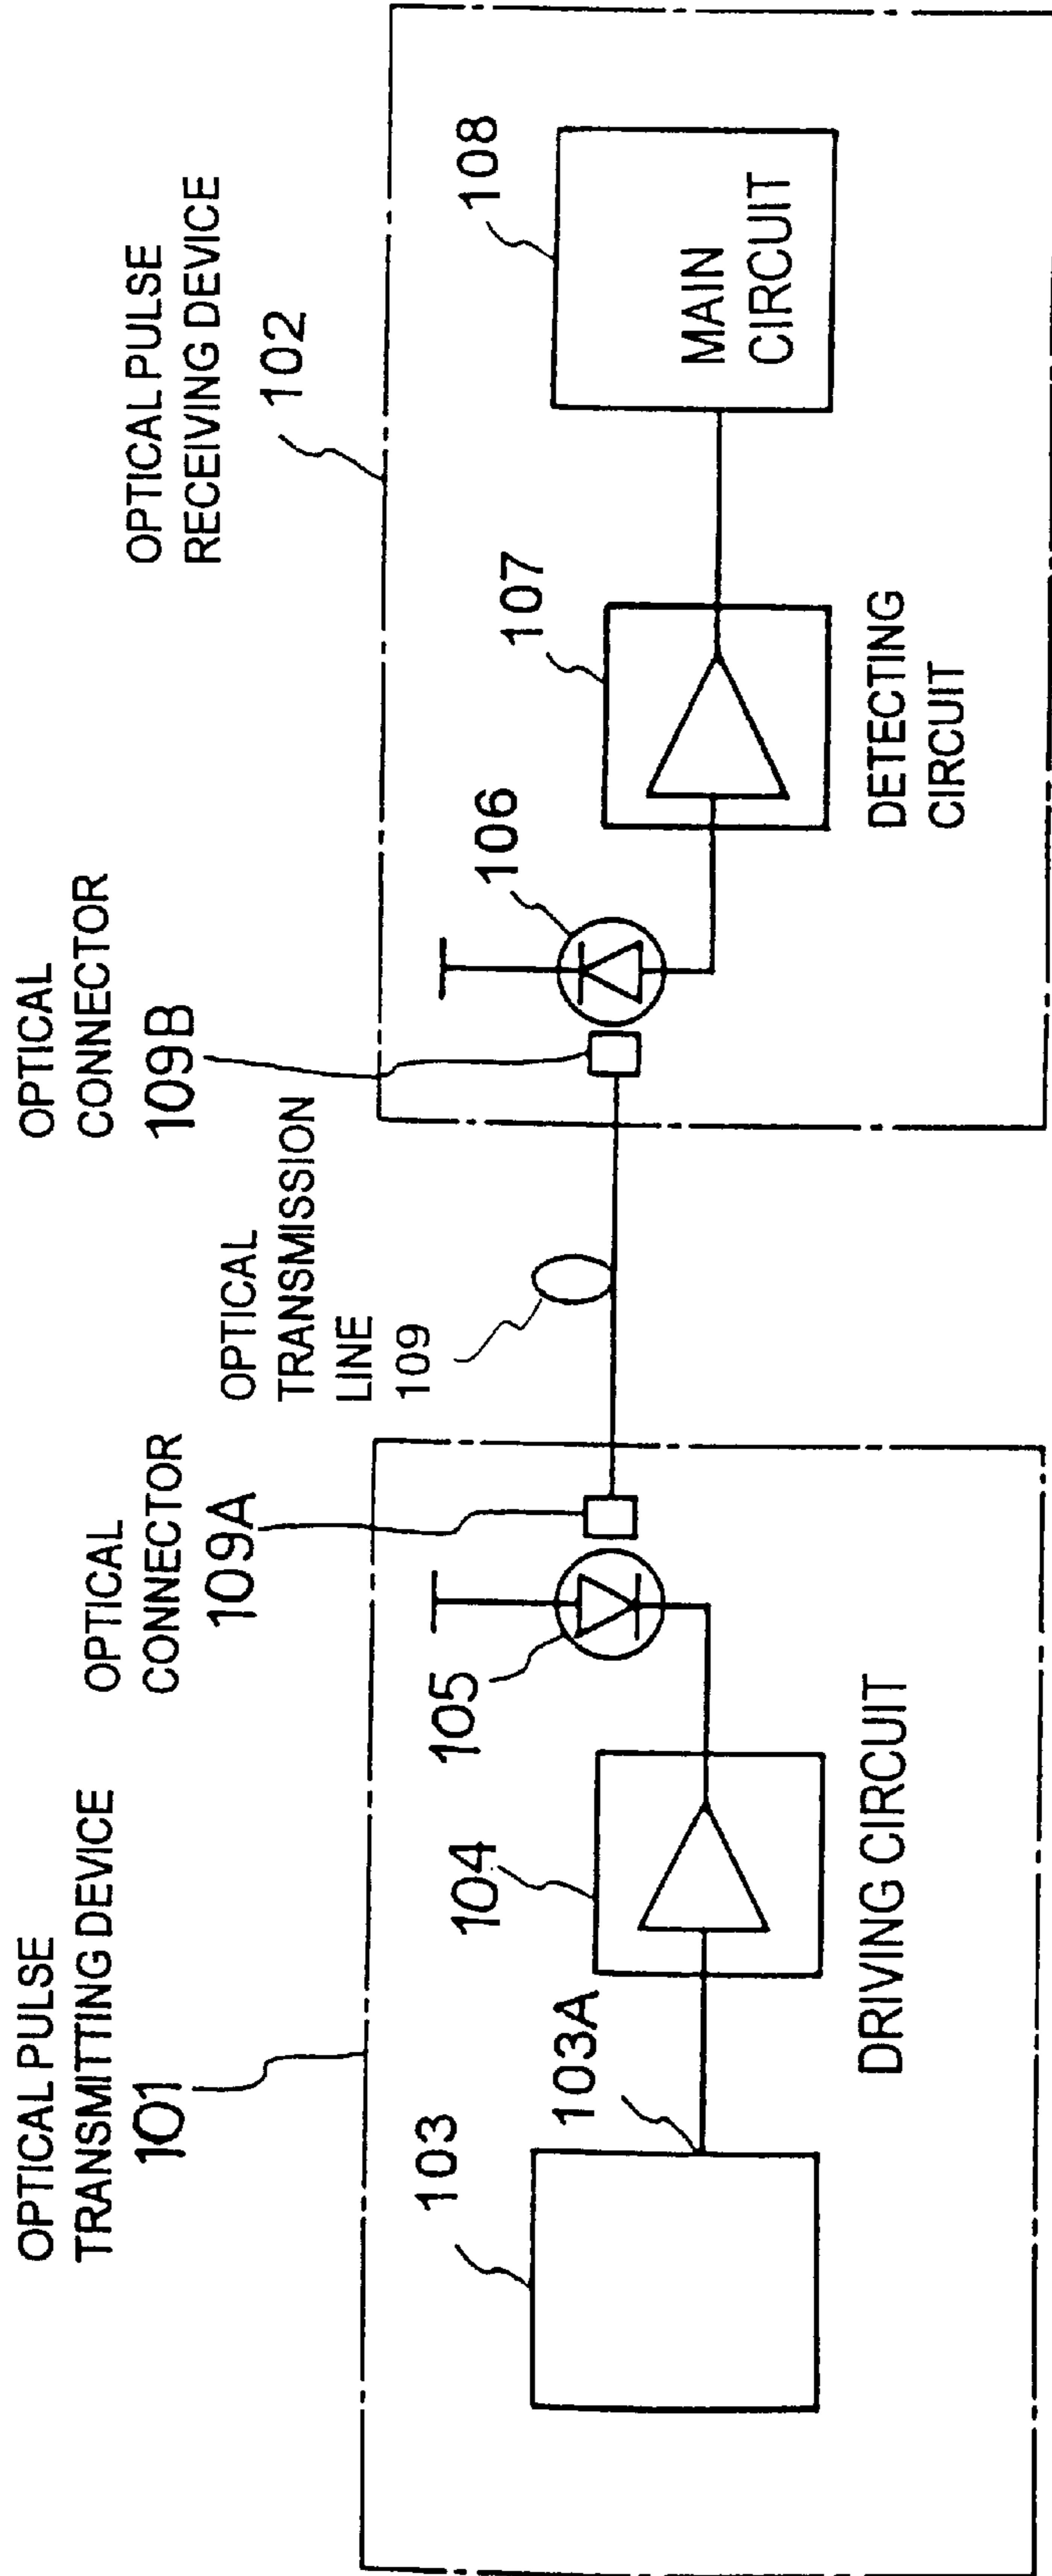 OPTICAL PULSE
TRANSMITTING DEVICE
101
OPTICAL
CONNECTOR
109A
OPTICAL
TRANSMISSION
LINE
109
OPTICAL
CONNECTOR
109B
OPTICAL PULSE
RECEIVING DEVICE
102
103
103A
104
105
DRIVING CIRCUIT
106
107
DETECTING
CIRCUIT
108
MAIN
CIRCUIT